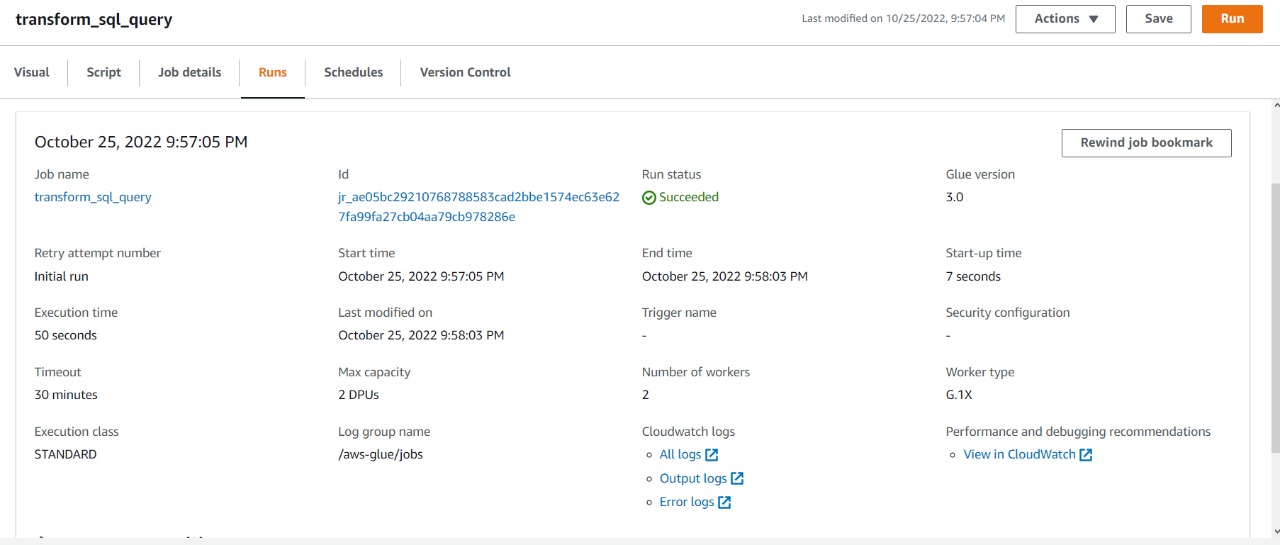 transform_sql_query
Last modified on 10/25/2022, 9:57:04 PM
Actions
Save
Run
Visual
Script
Job details
Runs
Schedules
Version Control
October 25, 2022 9:57:05 PM
Rewind job bookmark
Job name
transform_sql_query
Id
jr_ae05bc29210768788583cad2bbe1574ec63e62
7fa99fa27cb04aa79cb978286e
Run status
Succeeded
Glue version
3.0
Retry attempt number
Initial run
Start time
October 25, 2022 9:57:05 PM
End time
October 25, 2022 9:58:03 PM
Start-up time
7 seconds
Execution time
50 seconds
Last modified on
October 25, 2022 9:58:03 PM
Trigger name
-
Security configuration
-
Timeout
30 minutes
Max capacity
2 DPUs
Number of workers
2
Worker type
G.1X
Execution class
STANDARD
Log group name
/aws-glue/jobs
Cloudwatch logs
All logs
Output logs
Error logs
Performance and debugging recommendations
View in CloudWatch